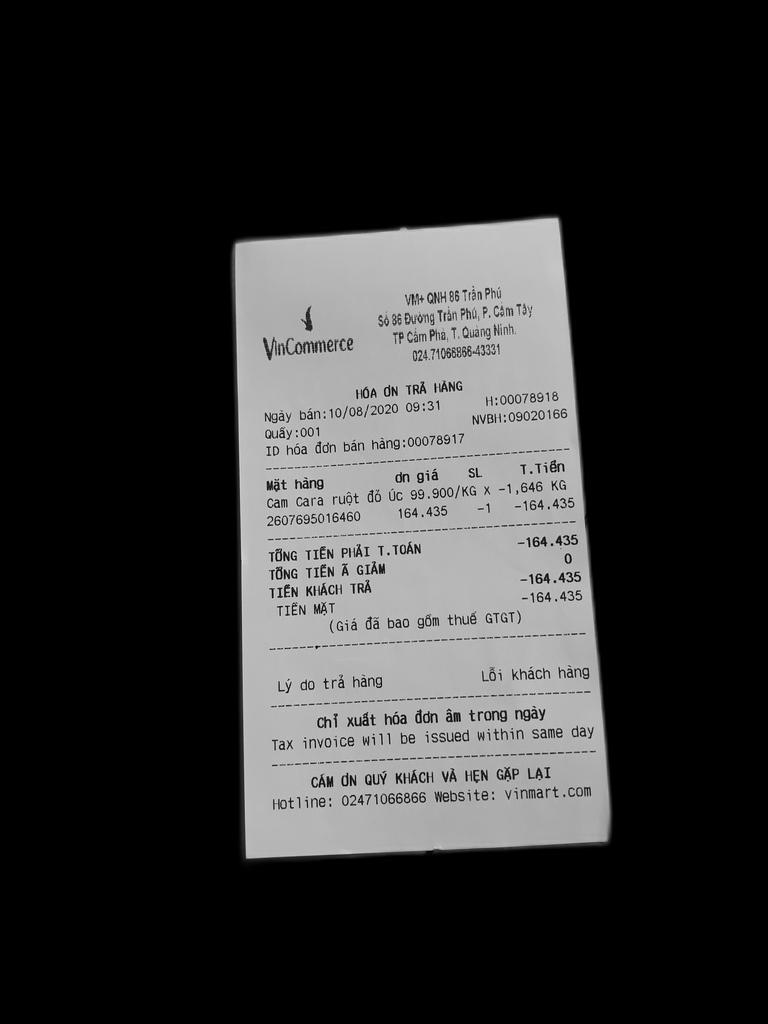 VinCommerce
VM+ QNH 86 Trần Phú
Số 86 Đường Trần Phú, P. Cẩm Tây
TP Cẩm Phả, T. Quảng Ninh.
024.71066866-43331
HÓA ƠN TRẢ HÀNG
Ngày bán:10/08/2020 09:31 H:00078918
Quầy:001 NVBH:09020166
ID hóa đơn bán hàng:00078917
Mặt hàng ơn giá SL T.Tiền
Cam Cara ruột đỏ Úc 99.900/KG x -1,646 KG
2607695016460 164.435 -1 -164.435
TỔNG TIỀN PHẢI T.TOÁN -164.435
TỔNG TIỀN Ã GIẢM 0
TIỀN KHÁCH TRẢ -164.435
TIỀN MẶT -164.435
(Giá đã bao gồm thuế GTGT)
Lý do trả hàng Lỗi khách hàng
Chỉ xuất hóa đơn âm trong ngày
Tax invoice will be issued within same day
CÁM ƠN QUÝ KHÁCH VÀ HẸN GẶP LẠI
Hotline: 02471066866 Website: vinmart.com